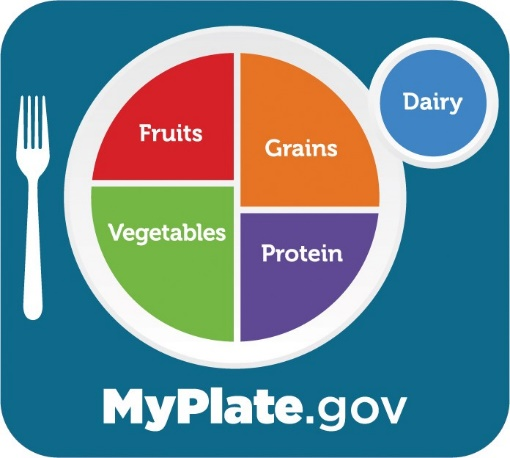 Dairy
Fruits
Grains
Vegetables
Protein
MyPlate.gov